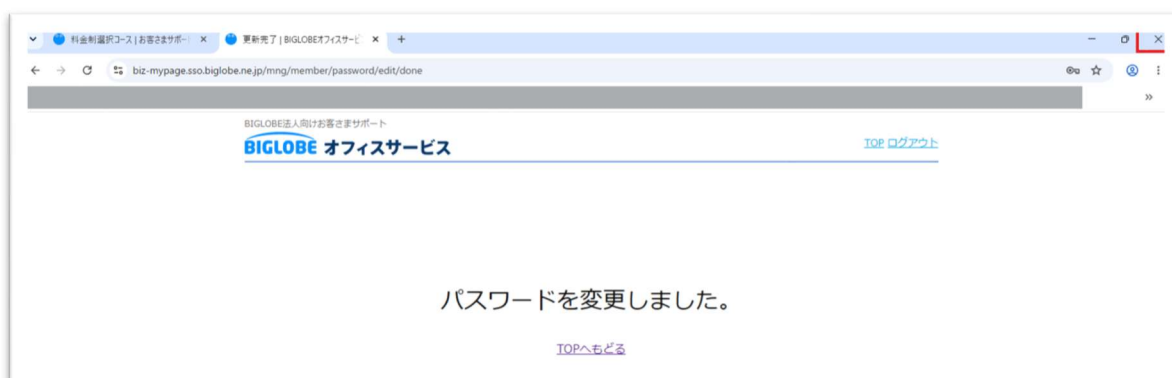 料金制選択コース | お客さまサポー
更新完了 | BIGLOBEオフィスサービ
biz-mypage.sso.biglobe.ne.jp/mng/member/password/edit/done
BIGLOBE法人向けお客さまサポート
BIGLOBE オフィスサービス
TOP ログアウト
パスワードを変更しました。
TOPへもどる